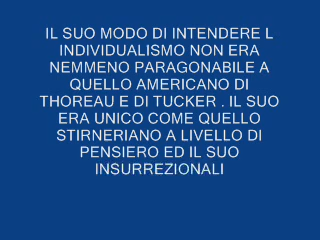 IL SUO MODO DI INTENDERE L
INDIVIDUALISMO NON ERA
NEMMENO PARAGONABILE A
QUELLO AMERICANO DI
THOREAU E DI TUCKER . IL SUO
ERA UNICO COME QUELLO
STIRNERIANO A LIVELLO DI
PENSIERO ED IL SUO
INSURREZIONALI